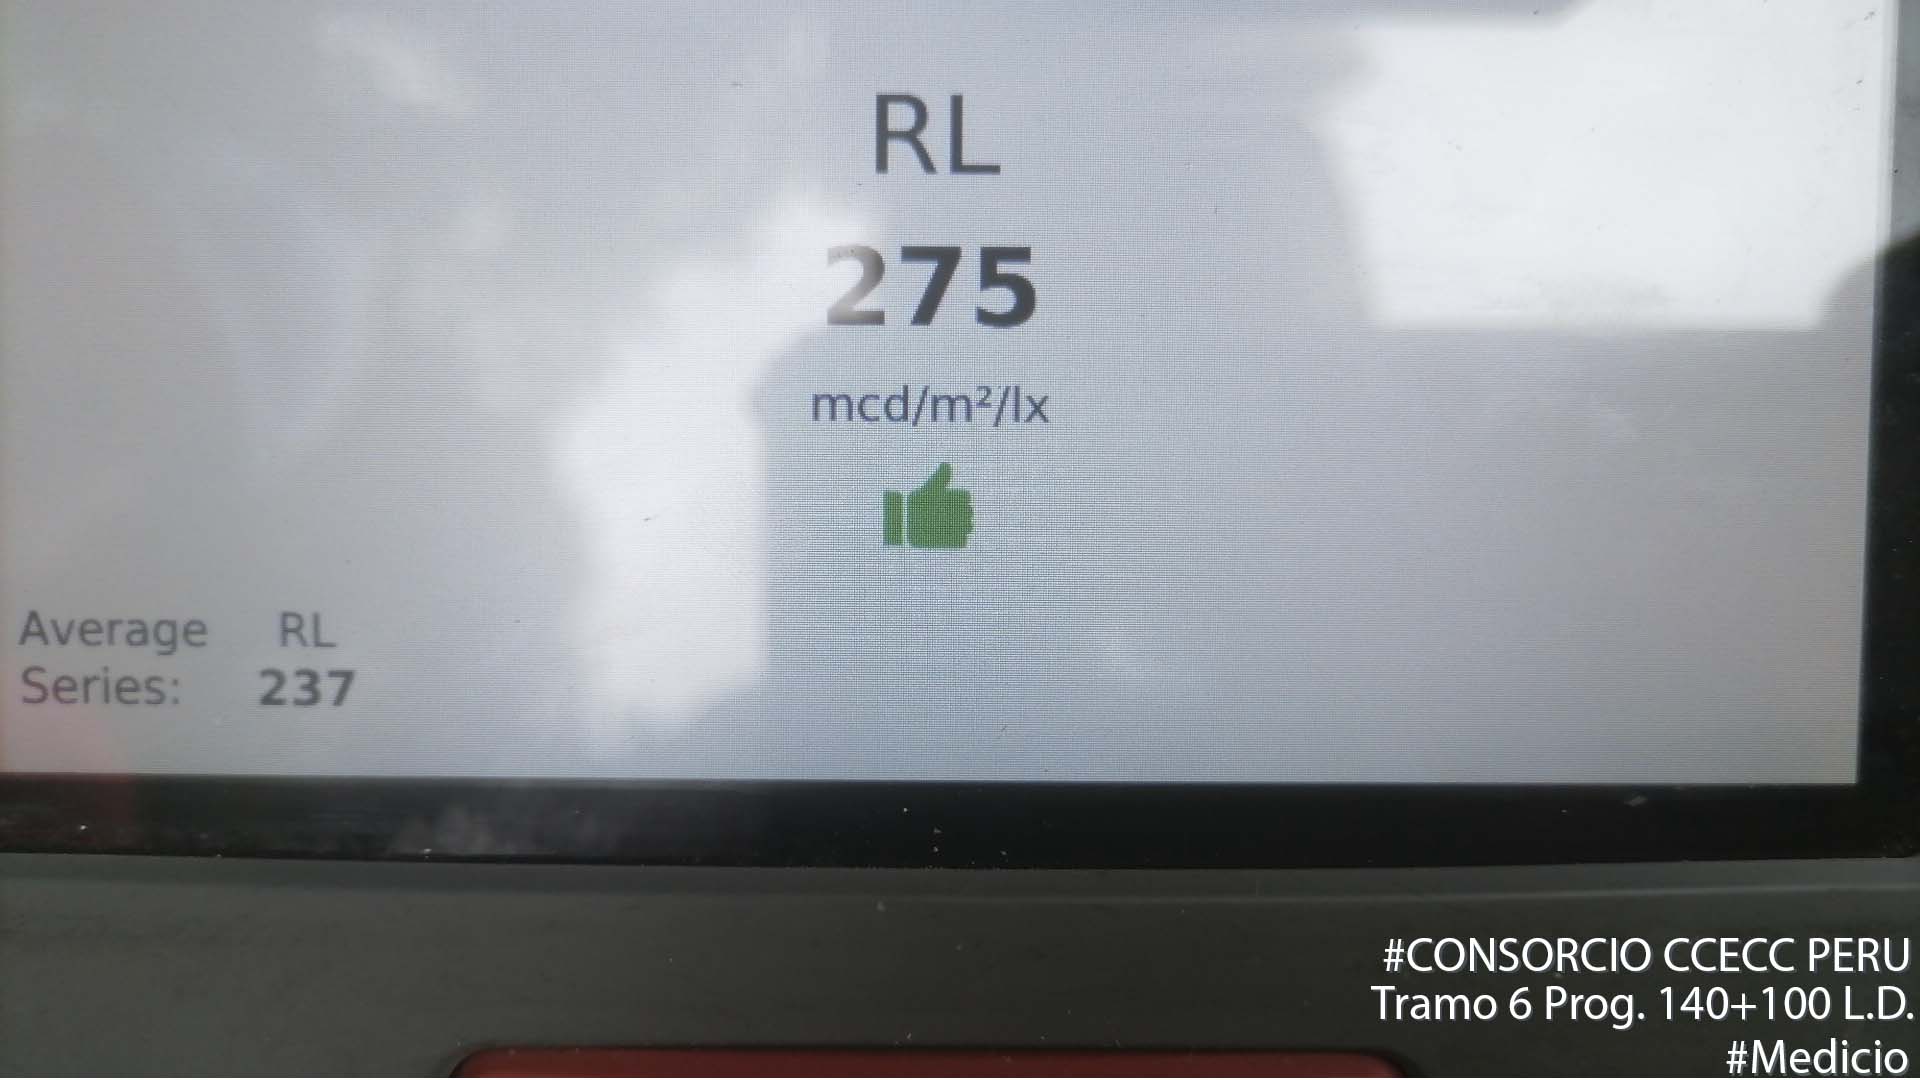 RL
275
mcd/m²/lx
Average RL
Series: 237
#CONSORCIO CCECC PERU
Tramo 6 Prog. 140+100 L.D.
#Medicio